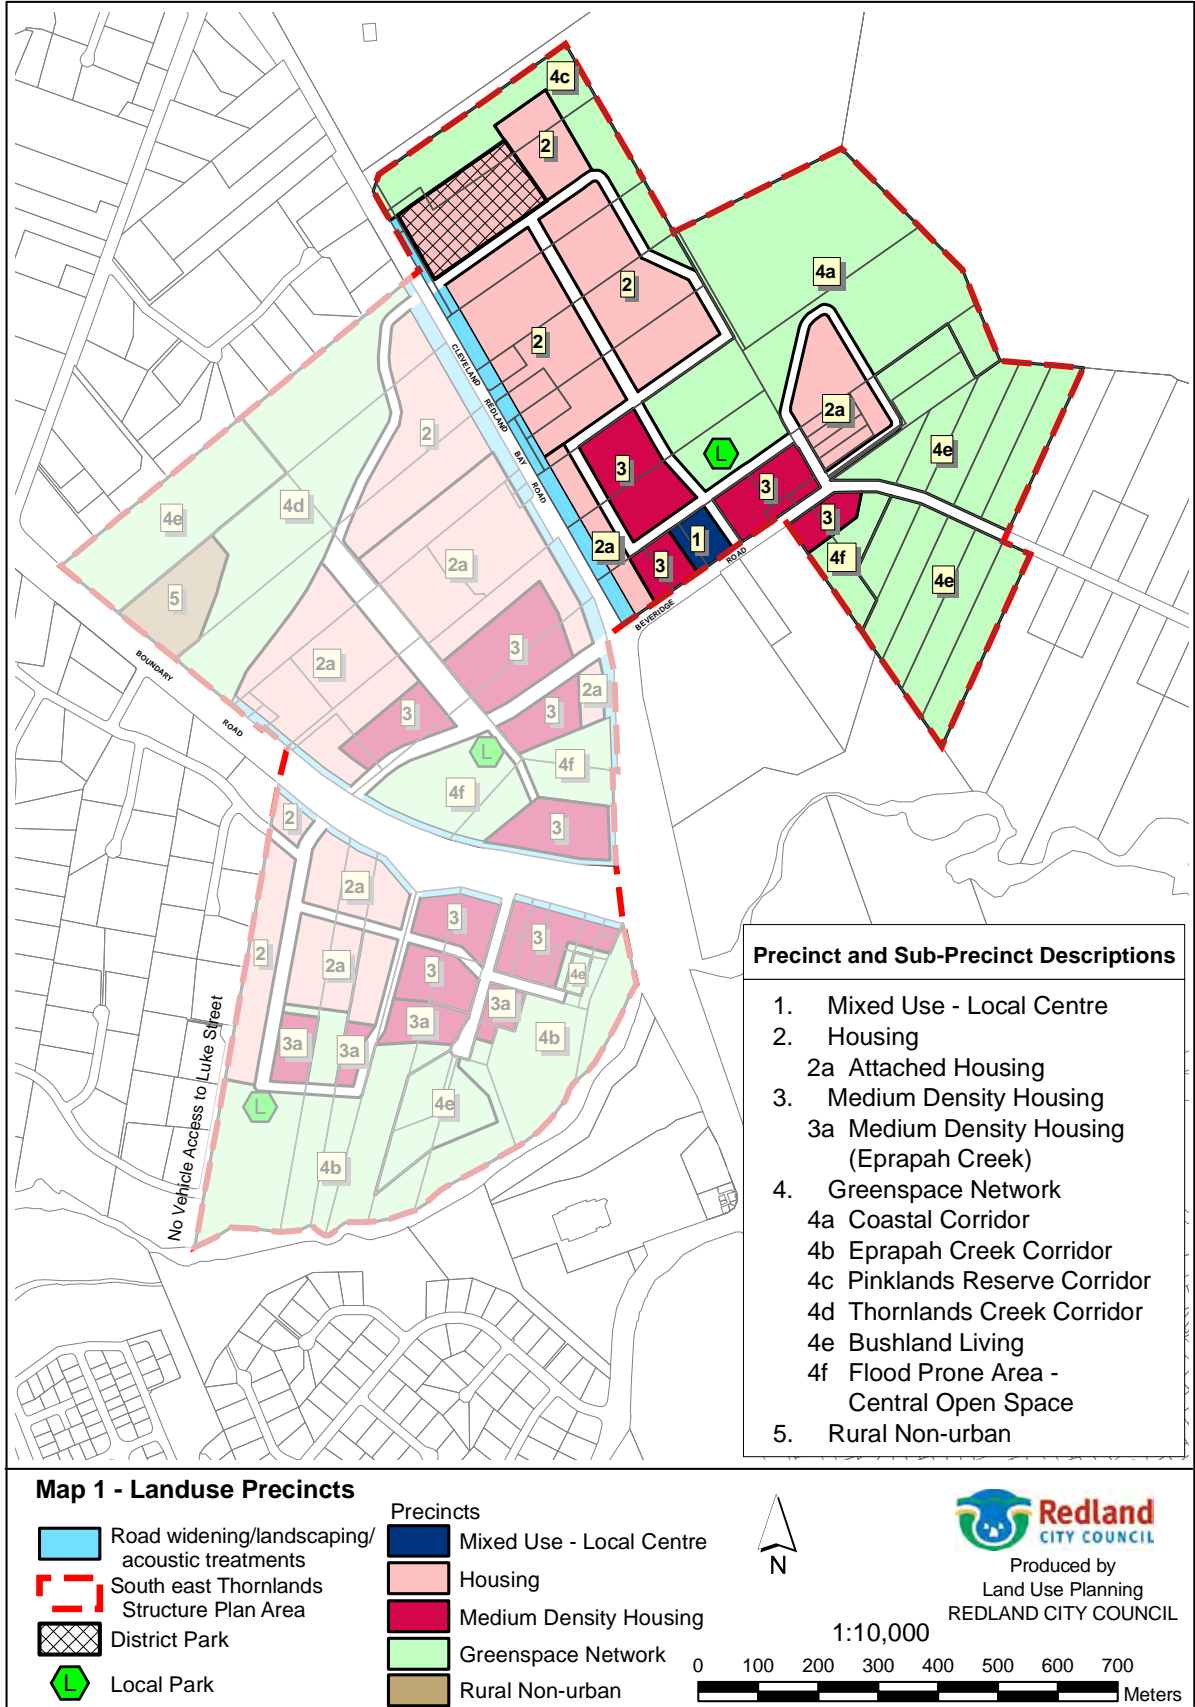 4c
2
2
4a
2
CLEVELAND REDLAND BAY ROAD
2
2a
4e
L
4d
3
4e
3
3
1
2a
4f
3
ROAD
4e
2a
5
BEVERIDGE
3
BOUNDARY
2a
2a
3
3
ROAD
L
4f
4f
2
3
2a
3
3
2
2a
3
4e
3a
3a
3a
3a
4b
4e
L
4b
No Vehicle Access to Luke Street
Precinct and Sub-Precinct Descriptions
1. Mixed Use - Local Centre
2. Housing
2a Attached Housing
3. Medium Density Housing
3a Medium Density Housing
(Eprapah Creek)
4. Greenspace Network
4a Coastal Corridor
4b Eprapah Creek Corridor
4c Pinklands Reserve Corridor
4d Thornlands Creek Corridor
4e Bushland Living
4f Flood Prone Area -
Central Open Space
5. Rural Non-urban
Map 1 - Landuse Precincts
Road widening/landscaping/
acoustic treatments
South east Thornlands
Structure Plan Area
District Park
L Local Park
Precincts
Mixed Use - Local Centre
Housing
Medium Density Housing
Greenspace Network
Rural Non-urban
N
Redland
CITY COUNCIL
Produced by
Land Use Planning
REDLAND CITY COUNCIL
1:10,000
0 100 200 300 400 500 600 700
Meters